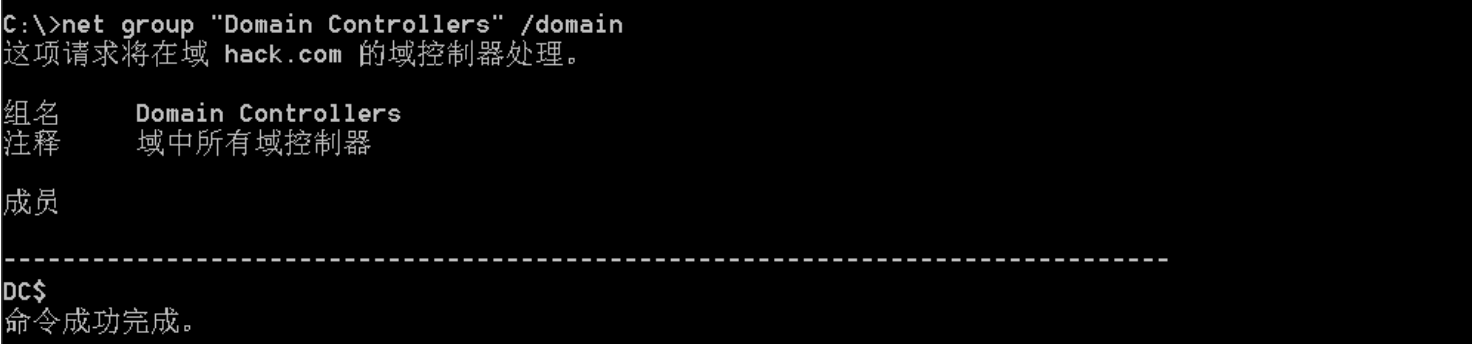 C:\>net group "Domain Controllers" /domain
这项请求将在域 hack.com 的域控制器处理。
组名     Domain Controllers
注释     域中所有域控制器
成员
-------------------------------------------------------------------------------
DC$
命令成功完成。